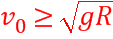 v₀ ≥ √gR